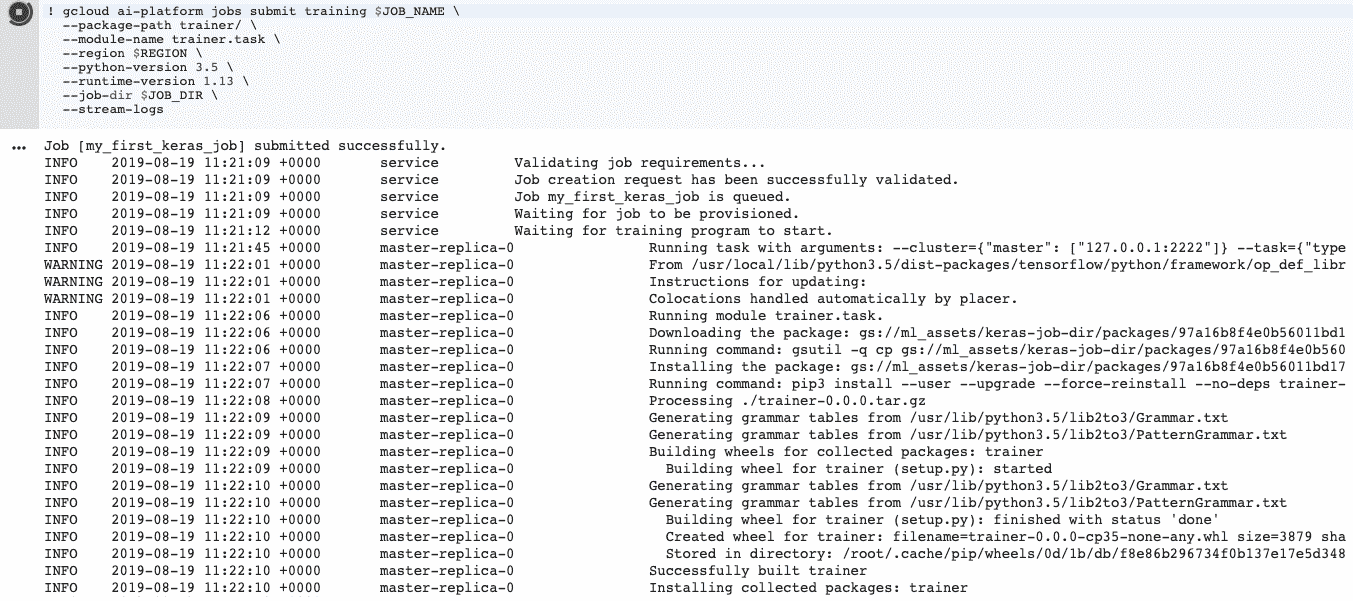 ! gcloud ai-platform jobs submit training $JOB_NAME \
--package-path trainer/ \
--module-name trainer.task \
--region $REGION \
--python-version 3.5 \
--runtime-version 1.13 \
--job-dir $JOB_DIR \
--stream-logs
... Job [my_first_keras_job] submitted successfully.
INFO 2019-08-19 11:21:09 +0000 service Validating job requirements...
INFO 2019-08-19 11:21:09 +0000 service Job creation request has been successfully validated.
INFO 2019-08-19 11:21:09 +0000 service Job my_first_keras_job is queued.
INFO 2019-08-19 11:21:09 +0000 service Waiting for job to be provisioned.
INFO 2019-08-19 11:21:12 +0000 service Waiting for training program to start.
INFO 2019-08-19 11:21:45 +0000 master-replica-0 Running task with arguments: --cluster={"master": ["127.0.0.1:2222"]} --task={"type
WARNING 2019-08-19 11:22:01 +0000 master-replica-0 From /usr/local/lib/python3.5/dist-packages/tensorflow/python/framework/op_def_libr
WARNING 2019-08-19 11:22:01 +0000 master-replica-0 Instructions for updating:
WARNING 2019-08-19 11:22:01 +0000 master-replica-0 Colocations handled automatically by placer.
INFO 2019-08-19 11:22:06 +0000 master-replica-0 Running module trainer.task.
INFO 2019-08-19 11:22:06 +0000 master-replica-0 Downloading the package: gs://ml_assets/keras-job-dir/packages/97a16b8f4e0b56011bd1
INFO 2019-08-19 11:22:06 +0000 master-replica-0 Running command: gsutil -q cp gs://ml_assets/keras-job-dir/packages/97a16b8f4e0b560
INFO 2019-08-19 11:22:07 +0000 master-replica-0 Installing the package: gs://ml_assets/keras-job-dir/packages/97a16b8f4e0b56011bd17
INFO 2019-08-19 11:22:07 +0000 master-replica-0 Running command: pip3 install --user --upgrade --force-reinstall --no-deps trainer-
INFO 2019-08-19 11:22:08 +0000 master-replica-0 Processing ./trainer-0.0.0.tar.gz
INFO 2019-08-19 11:22:09 +0000 master-replica-0 Generating grammar tables from /usr/lib/python3.5/lib2to3/Grammar.txt
INFO 2019-08-19 11:22:09 +0000 master-replica-0 Generating grammar tables from /usr/lib/python3.5/lib2to3/PatternGrammar.txt
INFO 2019-08-19 11:22:09 +0000 master-replica-0 Building wheels for collected packages: trainer
INFO 2019-08-19 11:22:09 +0000 master-replica-0 Building wheel for trainer (setup.py): started
INFO 2019-08-19 11:22:10 +0000 master-replica-0 Generating grammar tables from /usr/lib/python3.5/lib2to3/Grammar.txt
INFO 2019-08-19 11:22:10 +0000 master-replica-0 Generating grammar tables from /usr/lib/python3.5/lib2to3/PatternGrammar.txt
INFO 2019-08-19 11:22:10 +0000 master-replica-0 Building wheel for trainer (setup.py): finished with status 'done'
INFO 2019-08-19 11:22:10 +0000 master-replica-0 Created wheel for trainer: filename=trainer-0.0.0-cp35-none-any.whl size=3879 sha
INFO 2019-08-19 11:22:10 +0000 master-replica-0 Stored in directory: /root/.cache/pip/wheels/0d/1b/db/f8e86b296734f0b137e17e5d348
INFO 2019-08-19 11:22:10 +0000 master-replica-0 Successfully built trainer
INFO 2019-08-19 11:22:10 +0000 master-replica-0 Installing collected packages: trainer